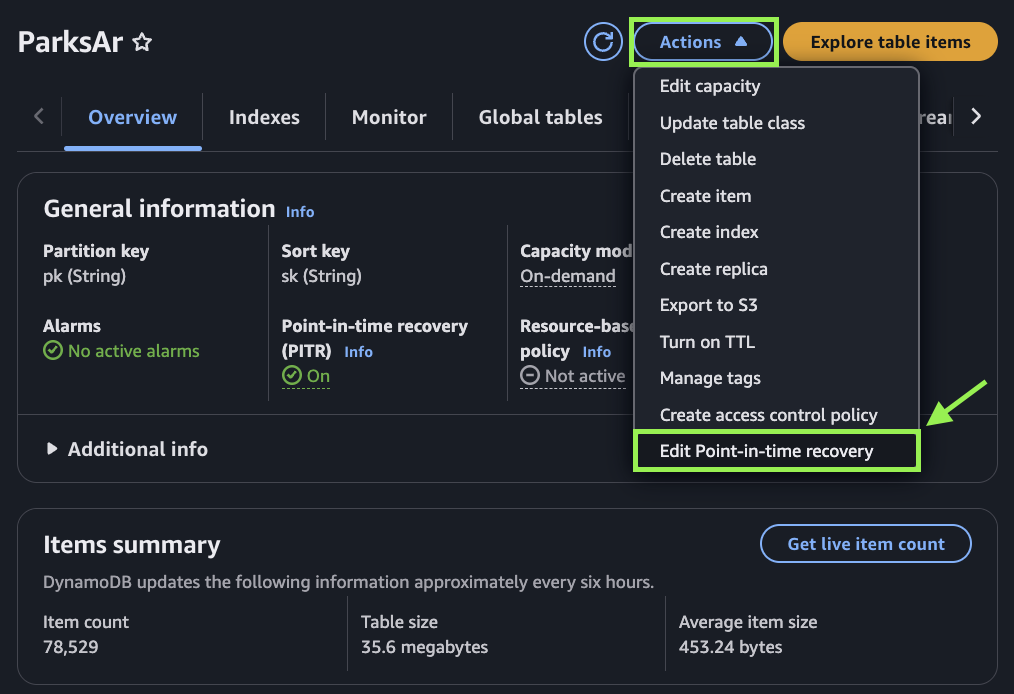 ParksAr
Actions
Explore table items
Overview
Indexes
Monitor
Global tables
Edit capacity
Update table class
Delete table
Create item
Create index
Create replica
Export to S3
Turn on TTL
Manage tags
Create access control policy
Edit Point-in-time recovery
General information Info
Partition key
pk (String)
Sort key
sk (String)
Capacity mod
On-demand
Alarms
No active alarms
Point-in-time recovery
(PITR) Info
On
Resource-base
policy Info
Not active
Additional info
Items summary
Get live item count
DynamoDB updates the following information approximately every six hours.
Item count
78,529
Table size
35.6 megabytes
Average item size
453.24 bytes